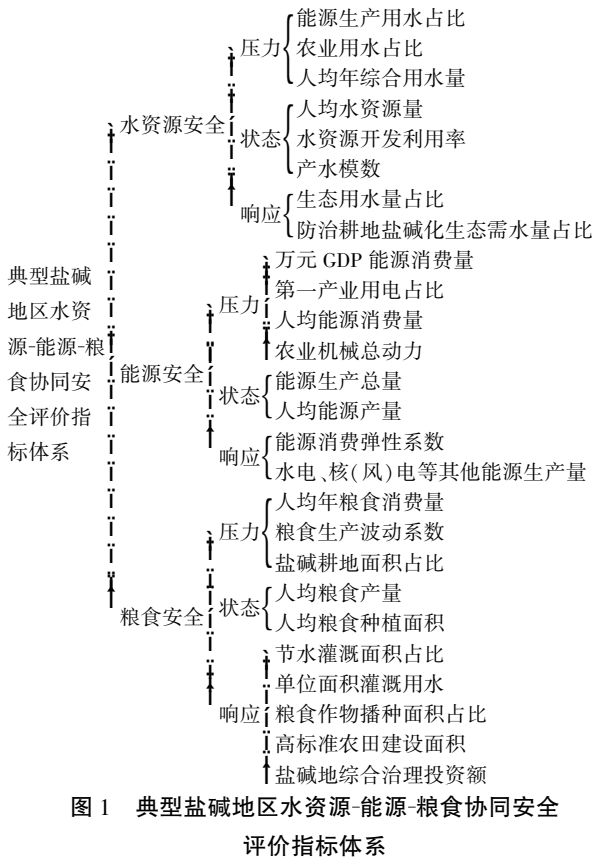 典型盐碱
地区水资
源-能源-粮
食协同安
全评价指
标体系
水资源安全
压力
能源生产用水占比
农业用水占比
人均年综合用水量
状态
人均水资源量
水资源开发利用率
产水模数
响应
生态用水量占比
防治耕地盐碱化生态需水量占比
能源安全
压力
万元 GDP 能源消费量
第一产业用电占比
人均能源消费量
农业机械总动力
状态
能源生产总量
人均能源产量
响应
能源消费弹性系数
水电、核(风)电等其他能源生产量
粮食安全
压力
人均年粮食消费量
粮食生产波动系数
盐碱耕地面积占比
状态
人均粮食产量
人均粮食种植面积
响应
节水灌溉面积占比
单位面积灌溉用水
粮食作物播种面积占比
高标准农田建设面积
盐碱地综合治理投资额
图 1 典型盐碱地区水资源-能源-粮食协同安全
评价指标体系